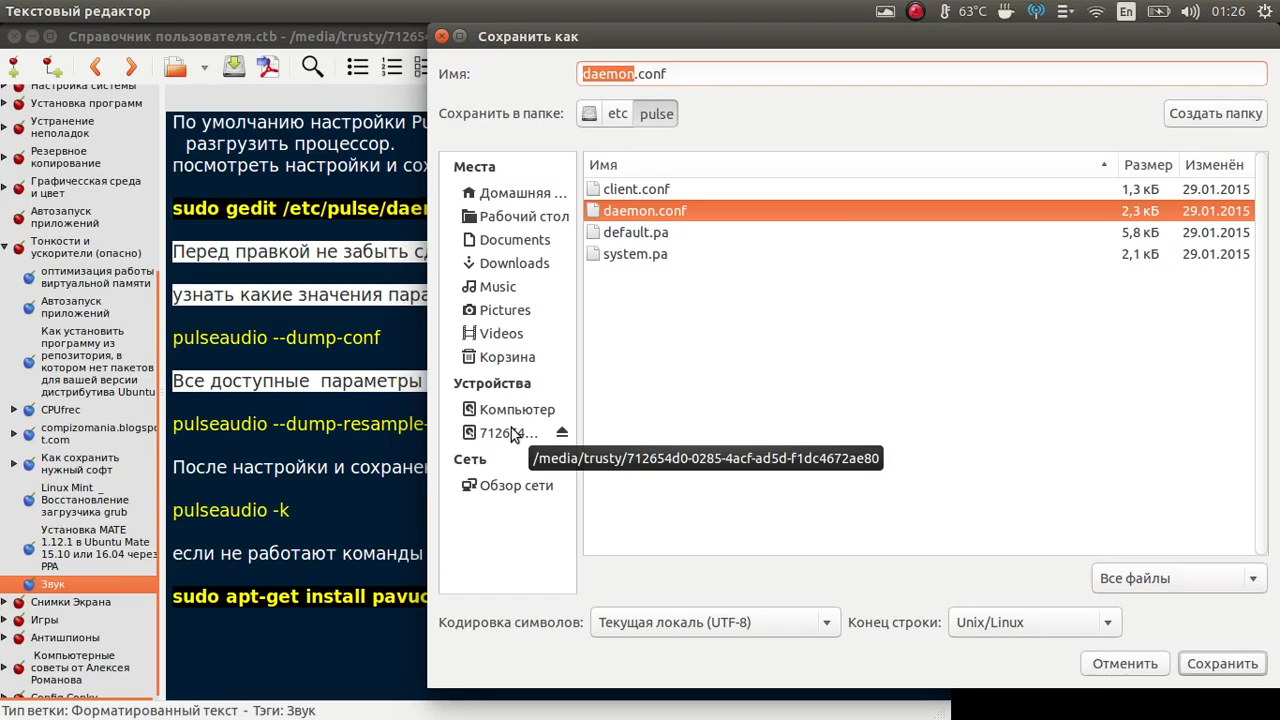 Текстовый редактор
63°C
En
01:26
Справочник пользователя.ctb - /media/trusty/71265
Сохранить как
Настройка системы
Установка программ
Устранение
неполадок
Резервное
копирование
Графичесская среда
и цвет
Автозапуск
приложений
Тонкости и
ускорители (опасно)
оптимизация работы
виртуальной памяти
Автозапуск
приложений
Как установить
программу из
репозитория, в
котором нет пакетов
для вашей версии
дистрибутива Ubuntu
CPUfrec
compizomania.blogspo
t.com
Как сохранить
нужный софт
Linux Mint _
Восстановление
загрузчика grub
Установка MATE
1.12.1 в Ubuntu Mate
15.10 или 16.04 через
PPA
Звук
Снимки Экрана
Игры
Антишпионы
Компьютерные
советы от Алексея
Романова
Config Conky
По умолчанию настройки Pu
разгрузить процессор.
посмотреть настройки и сох
sudo gedit /etc/pulse/dae
Перед правкой не забыть сд
узнать какие значения пара
pulseaudio --dump-conf
Все доступные параметры
pulseaudio --dump-resample-
После настройки и сохранен
pulseaudio -k
если не работают команды
sudo apt-get install pavuc
Имя:
daemon.conf
Сохранить в папке:
etc
pulse
Создать папку
Места
Домашняя ...
Рабочий стол
Documents
Downloads
Music
Pictures
Videos
Корзина
Устройства
Компьютер
Сеть
Обзор сети
Имя Размер Изменён
client.conf 1,3 кБ 29.01.2015
daemon.conf 2,3 кБ 29.01.2015
default.pa 5,8 кБ 29.01.2015
system.pa 2,1 кБ 29.01.2015
/media/trusty/712654d0-0285-4acf-ad5d-f1dc4672ae80
Все файлы
Кодировка символов:
Текущая локаль (UTF-8)
Конец строки:
Unix/Linux
Отменить
Сохранить
Тип ветки: Форматированный текст - Тэги: Звук